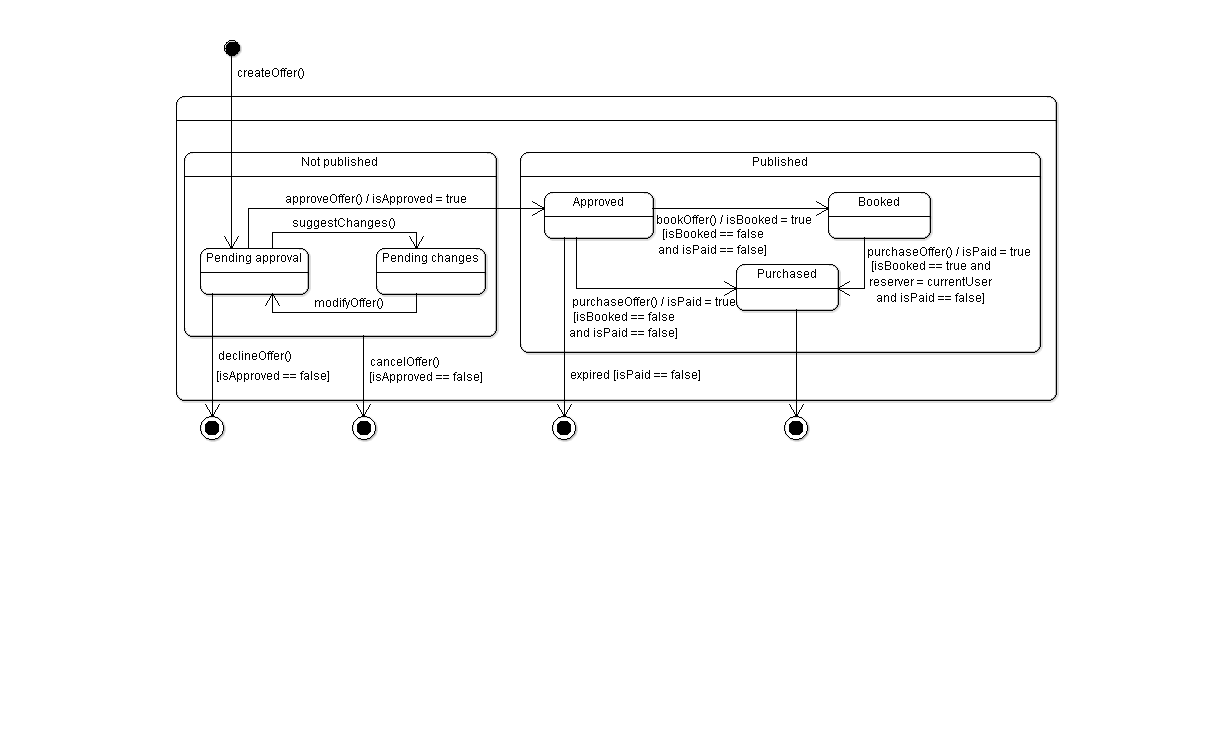 createOffer()
Not published
Published
approveOffer() / isApproved = true
suggestChanges()
Pending approval
Pending changes
modifyOffer()
Approved
Booked
bookOffer() / isBooked = true
[isBooked == false
and isPaid == false]
purchaseOffer() / isPaid = true
[isBooked == true and
reserver = currentUser
and isPaid == false]
Purchased
purchaseOffer() / isPaid = true
[isBooked == false
and isPaid == false]
declineOffer()
[isApproved == false]
cancelOffer()
[isApproved == false]
expired [isPaid == false]